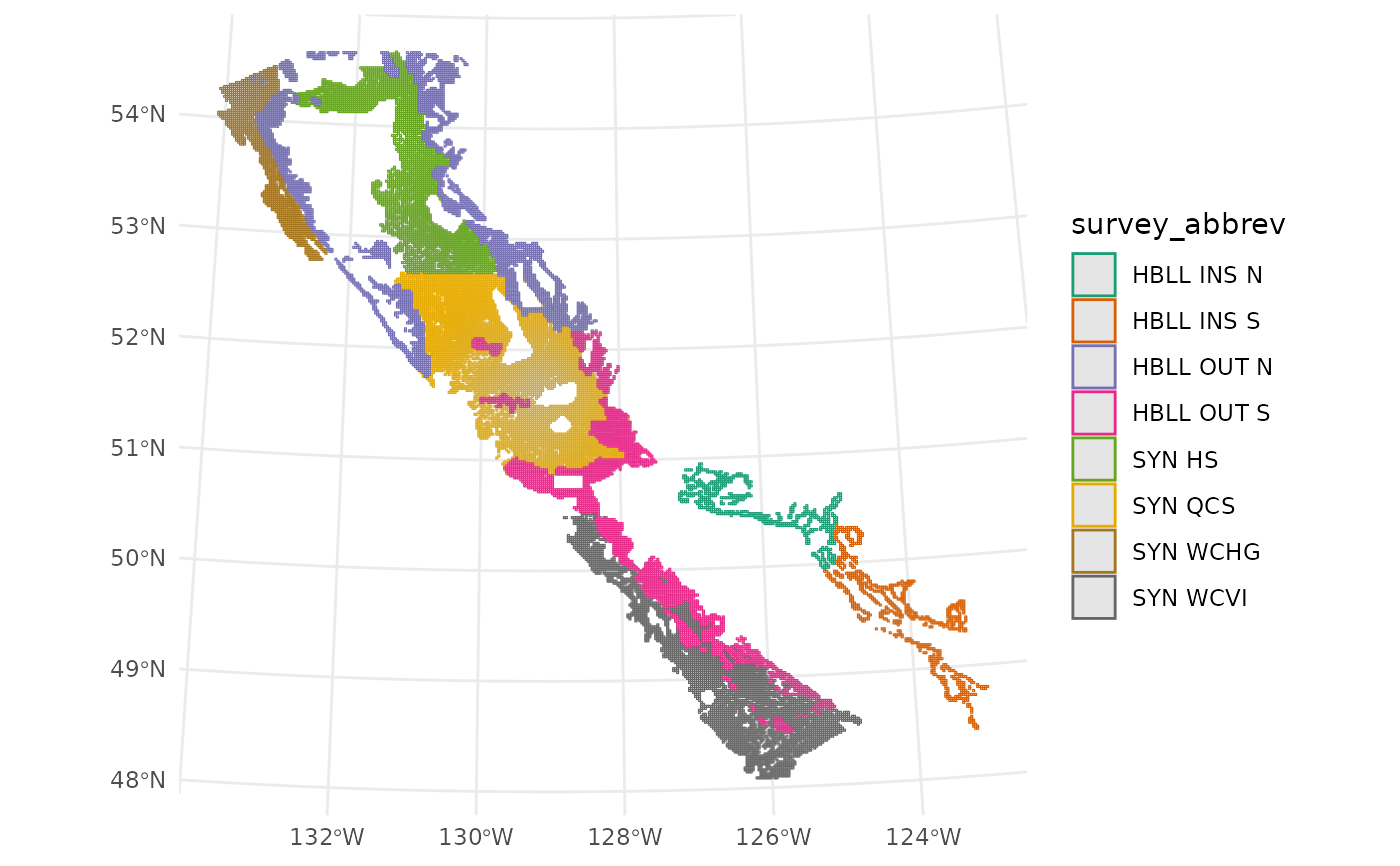 54°N
53°N
52°N
51°N
50°N
49°N
48°N
132°W 130°W 128°W 126°W 124°W
survey_abbrev
HBLL INS N
HBLL INS S
HBLL OUT N
HBLL OUT S
SYN HS
SYN QCS
SYN WCHG
SYN WCVI